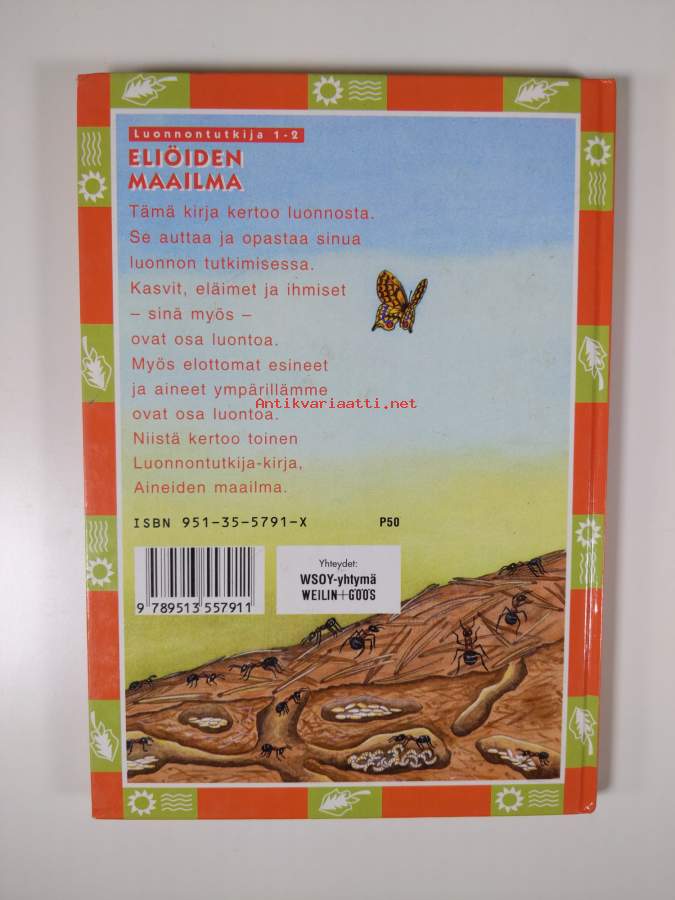 Luonnontutkija 1-2
ELIÖIDEN
MAAILMA
Tämä kirja kertoo luonnosta.
Se auttaa ja opastaa sinua
luonnon tutkimisessa.
Kasvit, eläimet ja ihmiset
– sinä myös –
ovat osa luontoa.
Myös elottomat esineet
ja aineet ympärillämme
Antikvariaatti.net
ovat osa luontoa.
Niistä kertoo toinen
Luonnontutkija-kirja,
Aineiden maailma.
ISBN 951-35-5791-X P50
Yhteydet:
WSOY-yhtymä
WEILIN+GÖÖS
9 789513 557911